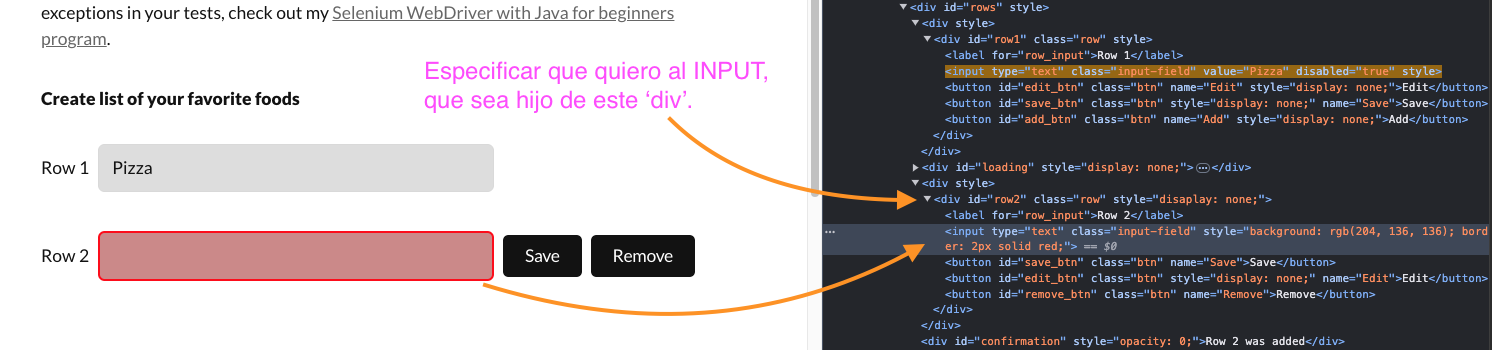 exceptions in your tests, check out my Selenium WebDriver with Java for beginners
program.
Especificar que quiero al INPUT,
que sea hijo de este ‘div’.
Create list of your favorite foods
Row 1 Pizza
Row 2 Save Remove
▼<div id="rows" style>
▼<div style>
▼<div id="row1" class="row" style>
<label for="row_input">Row 1</label>
<input type="text" class="input-field" value="Pizza" disabled="true" style>
<button id="edit_btn" class="btn" name="Edit" style="display: none;">Edit</button>
<button id="save_btn" class="btn" style="display: none;" name="Save">Save</button>
<button id="add_btn" class="btn" name="Add" style="display: none;">Add</button>
</div>
</div>
▶<div id="loading" style="display: none;">⋯</div>
▼<div style>
▼<div id="row2" class="row" style="disaplay: none;">
<label for="row_input">Row 2</label>
⋯ <input type="text" class="input-field" style="background: rgb(204, 136, 136); bord
er: 2px solid red;"> == $0
<button id="save_btn" class="btn" name="Save">Save</button>
<button id="edit_btn" class="btn" style="display: none;" name="Edit">Edit</button>
<button id="remove_btn" class="btn" name="Remove">Remove</button>
</div>
</div>
<div id="confirmation" style="opacity: 0;">Row 2 was added</div>